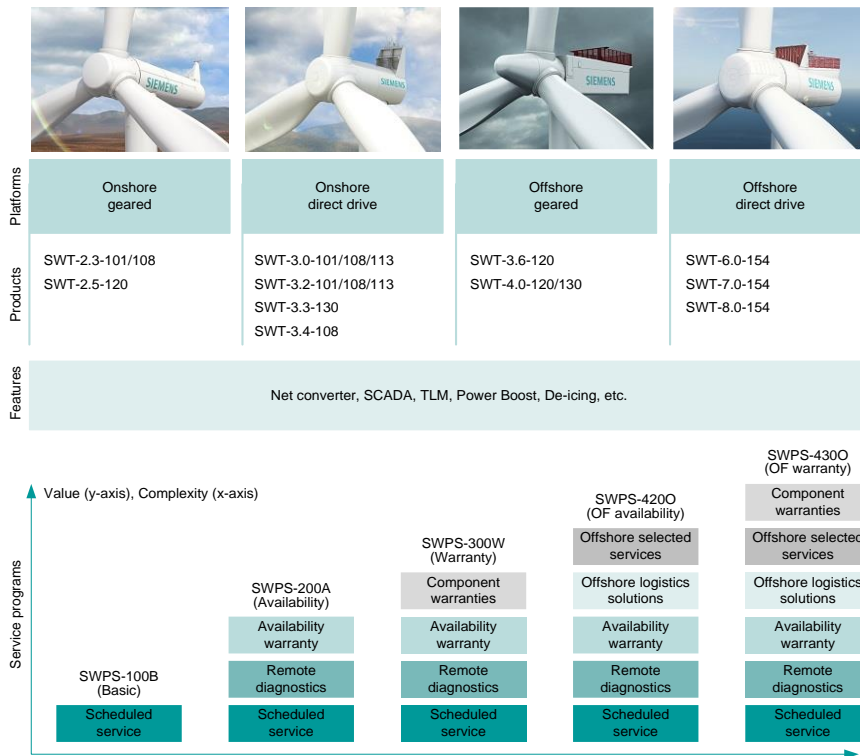 SIEMENS
SIEMENS
SIEMENS
SIEMENS
Platforms
Onshore
geared
Onshore
direct drive
Offshore
geared
Offshore
direct drive
Products
SWT-2.3-101/108
SWT-2.5-120
SWT-3.0-101/108/113
SWT-3.2-101/108/113
SWT-3.3-130
SWT-3.4-108
SWT-3.6-120
SWT-4.0-120/130
SWT-6.0-154
SWT-7.0-154
SWT-8.0-154
Features
Net converter, SCADA, TLM, Power Boost, De-icing, etc.
Service programs
Value (y-axis), Complexity (x-axis)
SWPS-100B
(Basic)
Scheduled
service
SWPS-200A
(Availability)
Availability
warranty
Remote
diagnostics
Scheduled
service
SWPS-300W
(Warranty)
Component
warranties
Availability
warranty
Remote
diagnostics
Scheduled
service
SWPS-420O
(OF availability)
Offshore selected
services
Offshore logistics
solutions
Availability
warranty
Remote
diagnostics
Scheduled
service
SWPS-430O
(OF warranty)
Component
warranties
Offshore selected
services
Offshore logistics
solutions
Availability
warranty
Remote
diagnostics
Scheduled
service